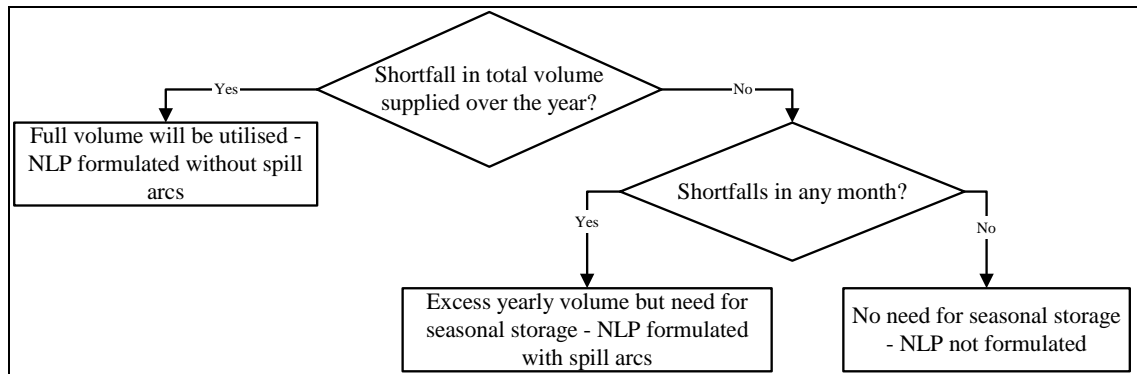 Shortfall in total volume
supplied over the year?
Yes
No
Full volume will be utilised -
NLP formulated without spill
arcs
Shortfalls in any month?
Yes
No
Excess yearly volume but need for
seasonal storage - NLP formulated
with spill arcs
No need for seasonal storage
- NLP not formulated